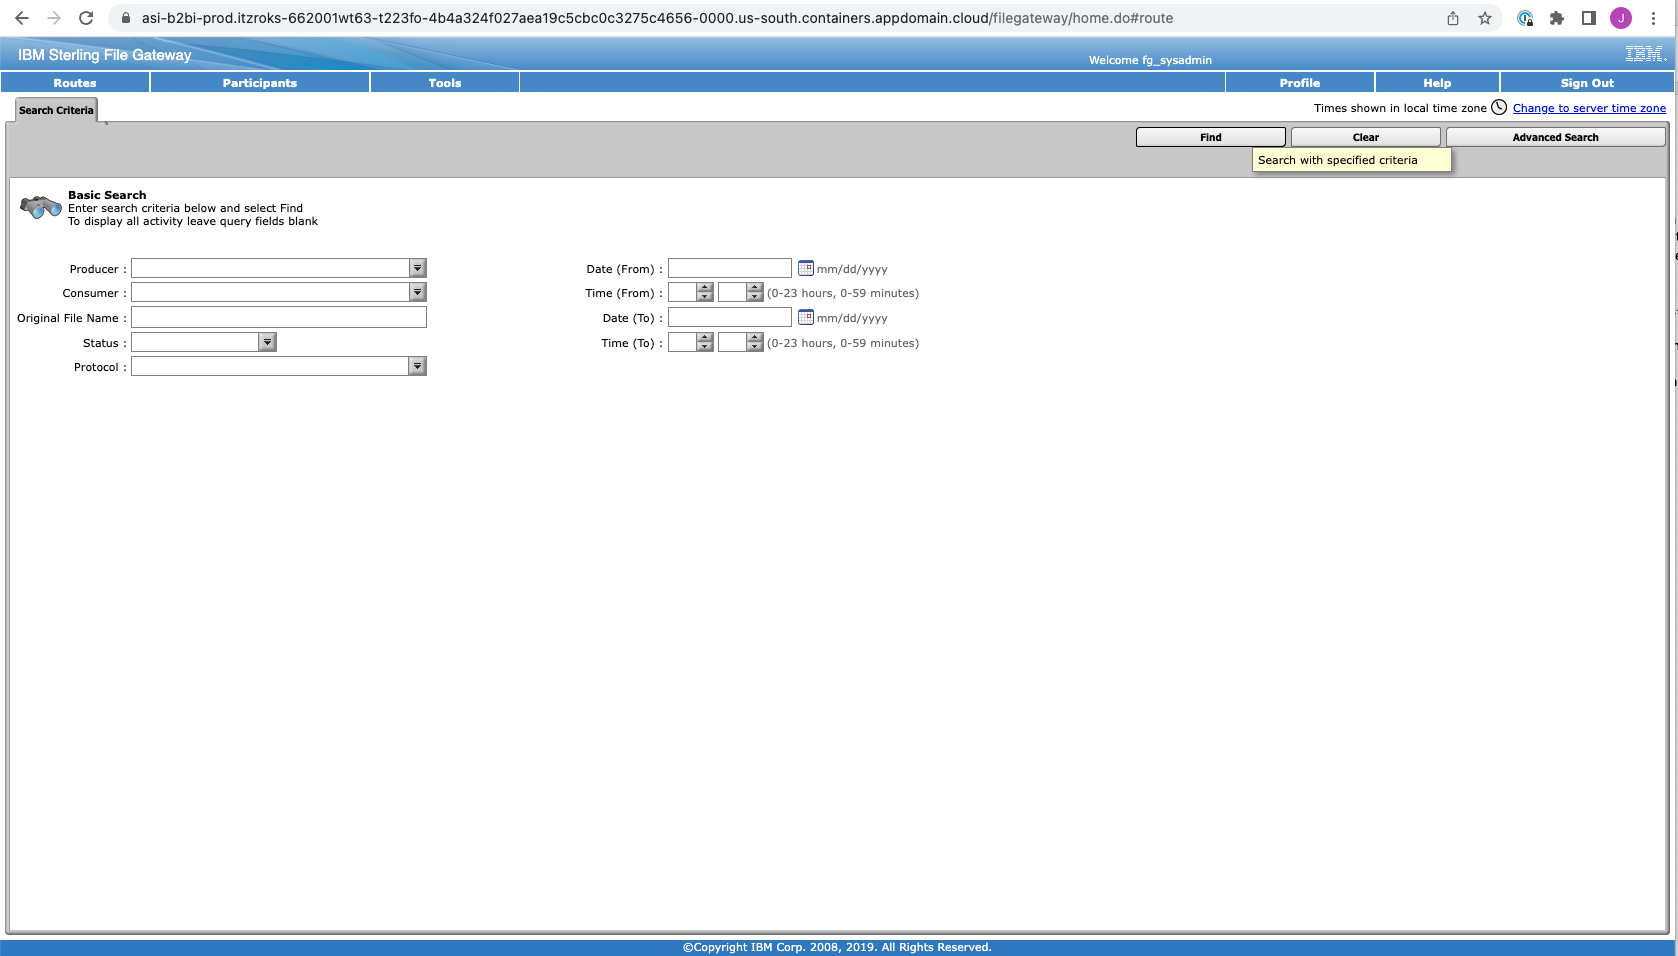 asi-b2bi-prod.itzroks-662001wt63-t223fo-4b4a324f027aea19c5cbc0c3275c4656-0000.us-south.containers.appdomain.cloud/filegateway/home.do#route
J
IBM Sterling File Gateway
Welcome fg_sysadmin
IBM.
Routes Participants Tools Profile Help Sign Out
Search Criteria
Times shown in local time zone Change to server time zone
Find Clear Advanced Search
Search with specified criteria
Basic Search
Enter search criteria below and select Find
To display all activity leave query fields blank
Producer : Date (From) : mm/dd/yyyy
Consumer : Time (From) : (0-23 hours, 0-59 minutes)
Original File Name : Date (To) : mm/dd/yyyy
Status : Time (To) : (0-23 hours, 0-59 minutes)
Protocol :
©Copyright IBM Corp. 2008, 2019. All Rights Reserved.